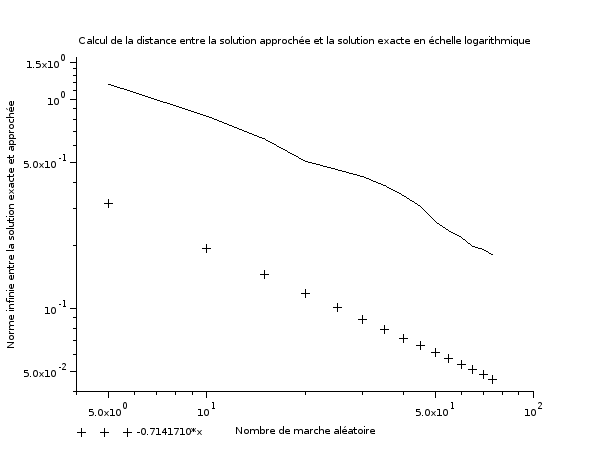 Calcul de la distance entre la solution approchée et la solution exacte en échelle logarithmique
Norme infinie entre la solution exacte et approchée
1.5x10^0
10^0
5.0x10^-1
10^-1
5.0x10^-2
5.0x10^0
10^1
5.0x10^1
10^2
Nombre de marche aléatoire
-0.7141710*x